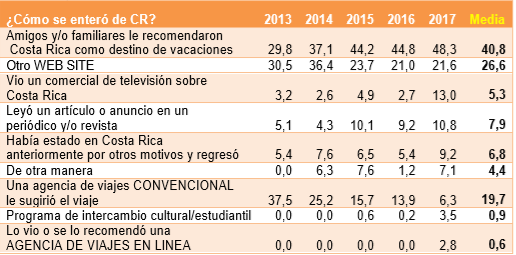 ¿Cómo se enteró de CR? 2013 2014 2015 2016 2017 Media
Amigos y/o familiares le recomendaron
Costa Rica como destino de vacaciones 29,8 37,1 44,2 44,8 48,3 40,8
Otro WEB SITE 30,5 36,4 23,7 21,0 21,6 26,6
Vio un comercial de televisión sobre
Costa Rica 3,2 2,6 4,9 2,7 13,0 5,3
Leyó un artículo o anuncio en un
periódico y/o revista 5,1 4,3 10,1 9,2 10,8 7,9
Había estado en Costa Rica
anteriormente por otros motivos y regresó 5,4 7,6 6,5 5,4 9,2 6,8
De otra manera 0,0 6,3 7,6 1,2 7,1 4,4
Una agencia de viajes CONVENCIONAL
le sugirió el viaje 37,5 25,2 15,7 13,9 6,3 19,7
Programa de intercambio cultural/estudiantil 0,0 0,0 0,6 0,2 3,5 0,9
Lo vio o se lo recomendó una
AGENCIA DE VIAJES EN LINEA 0,0 0,0 0,0 0,0 2,8 0,6